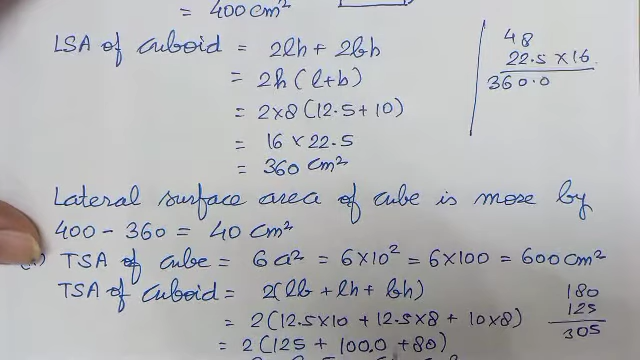 = 400 cm²
LSA of cuboid = 2lh + 2bh
= 2h (l+b)
= 2×8 (12.5 + 10)
= 16 × 22.5
= 360 cm²
48
22.5 × 16
360.0
Lateral surface area of cube is more by
400 - 360 = 40 cm²
TSA of cube = 6a² = 6×10² = 6×100 = 600 cm²
TSA of cuboid = 2(lb + lh + bh)
= 2(12.5×10 + 12.5×8 + 10×8)
= 2(125 + 100.0 + 80)
180
125
305